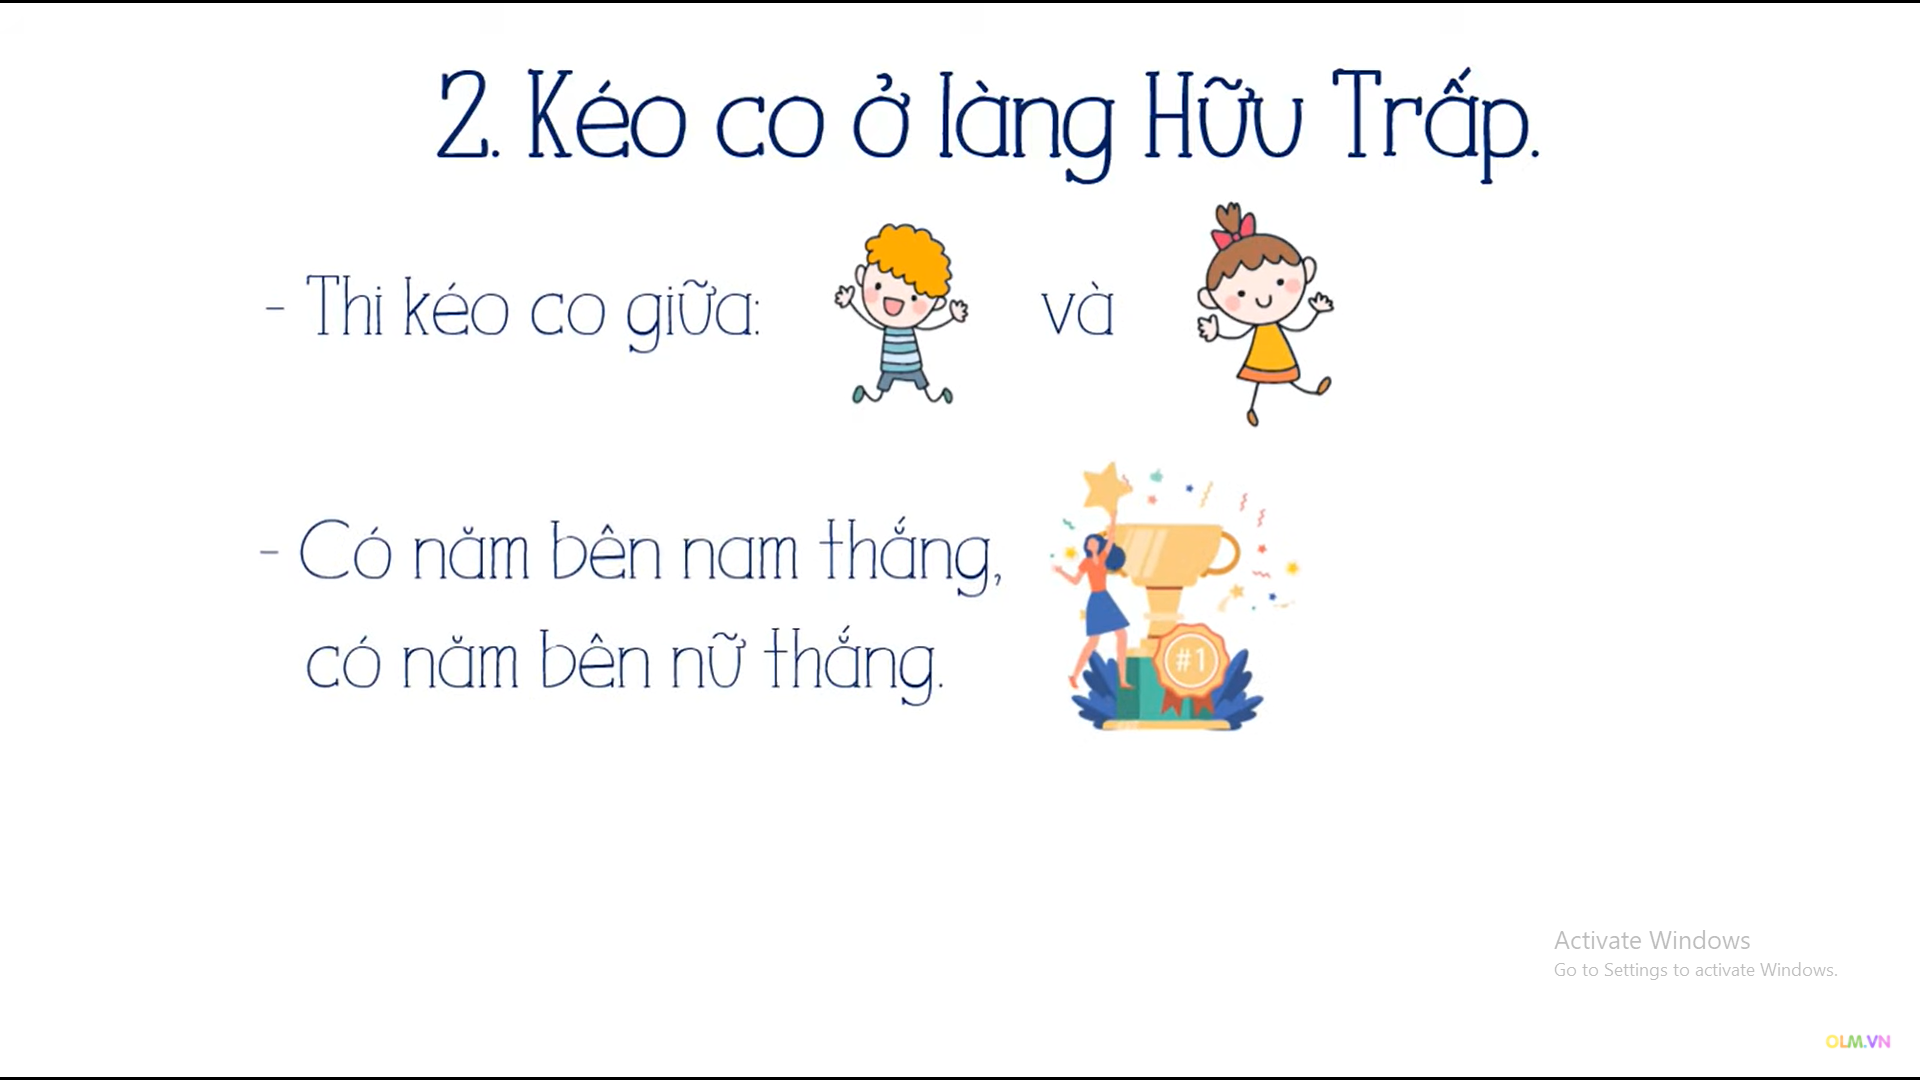 2. Kéo co ở làng Hữu Trấp.
- Thi kéo co giữa: và
- Có năm bên nam thắng,
có năm bên nữ thắng.
#1
Activate Windows
Go to Settings to activate Windows.
OLM.VN